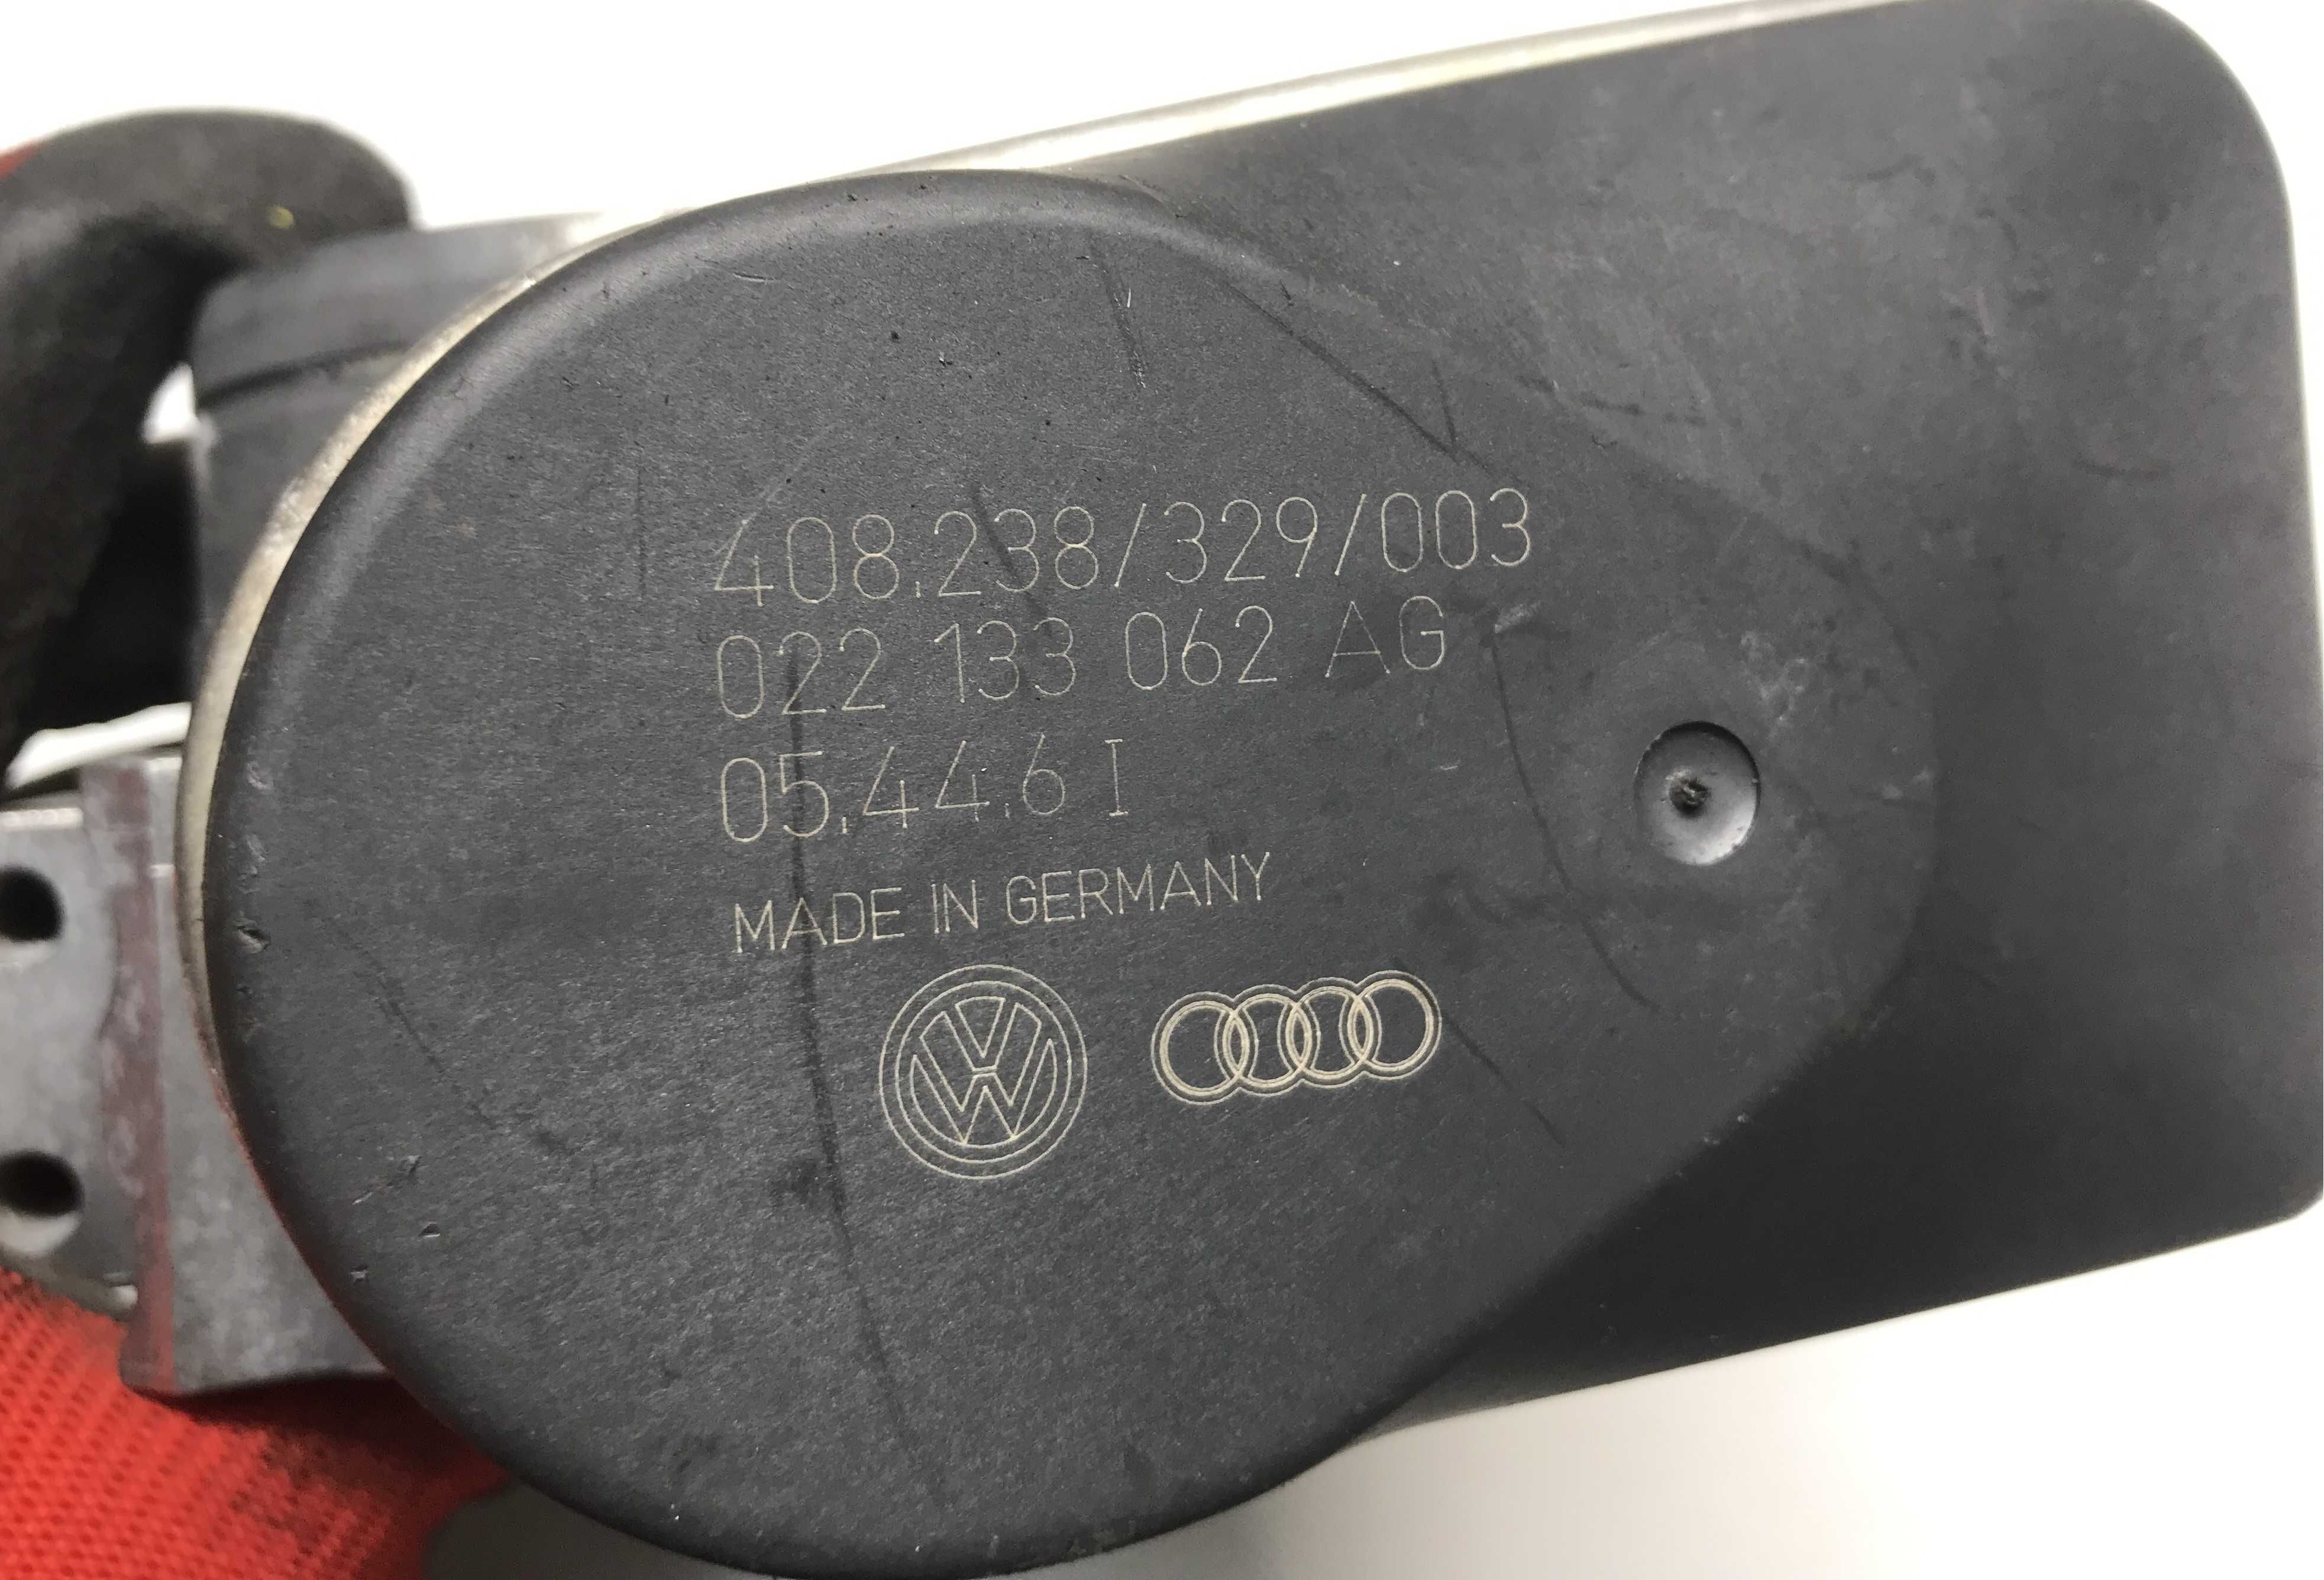 408.238/329/003
022 133 062 AG
05.44.6 I
MADE IN GERMANY